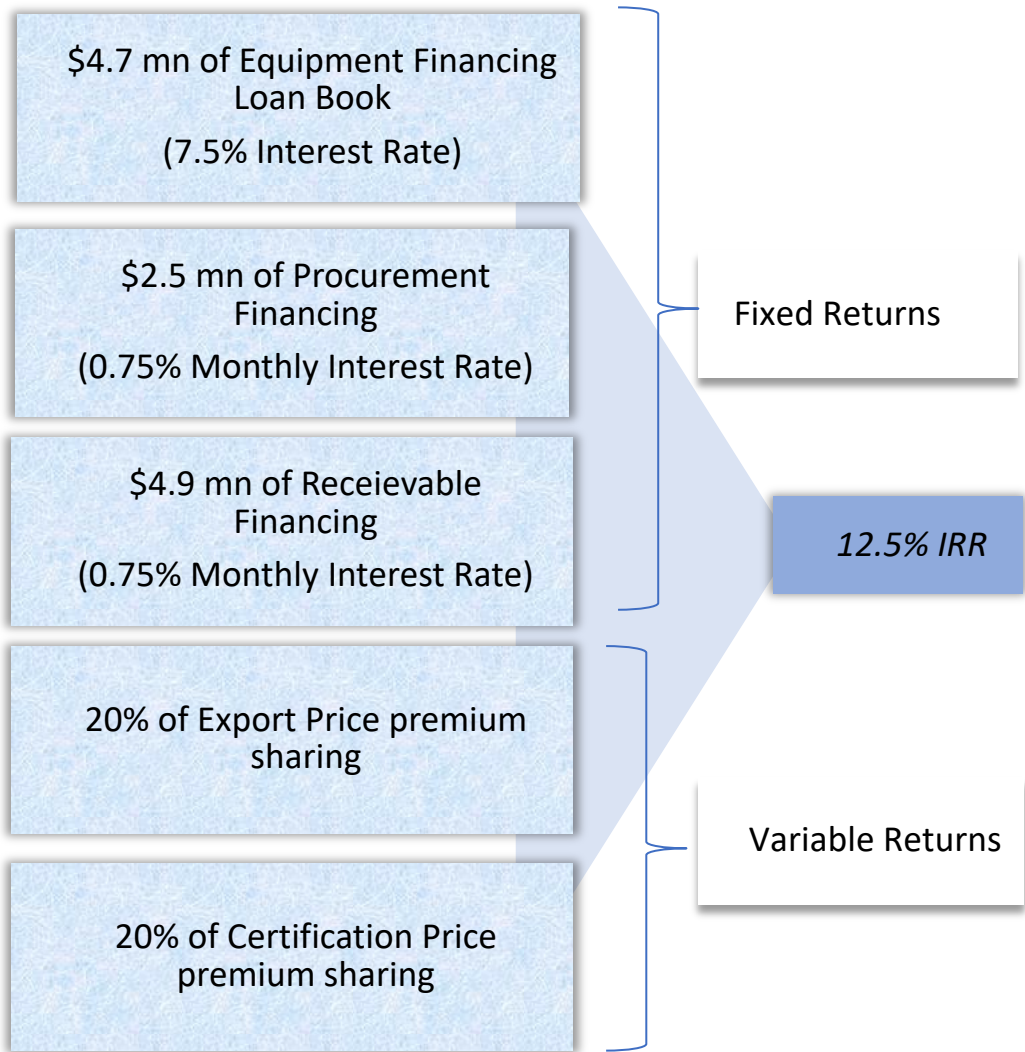 $4.7 mn of Equipment Financing
Loan Book
(7.5% Interest Rate)
$2.5 mn of Procurement
Financing
(0.75% Monthly Interest Rate)
$4.9 mn of Receievable
Financing
(0.75% Monthly Interest Rate)
20% of Export Price premium
sharing
20% of Certification Price
premium sharing
Fixed Returns
12.5% IRR
Variable Returns